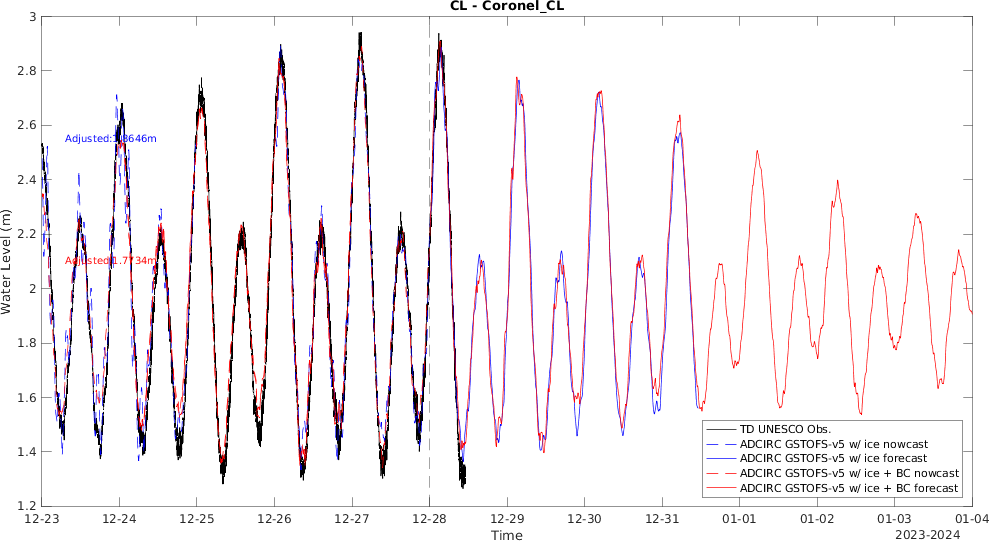 CL - Coronel_CL
3
2.8
2.6
2.4
2.2
2
1.8
1.6
1.4
1.2
Water Level (m)
Adjusted:1.8646m
Adjusted:1.7734m
TD UNESCO Obs.
ADCIRC GSTOFS-v5 w/ ice nowcast
ADCIRC GSTOFS-v5 w/ ice forecast
ADCIRC GSTOFS-v5 w/ ice + BC nowcast
ADCIRC GSTOFS-v5 w/ ice + BC forecast
12-23 12-24 12-25 12-26 12-27 12-28 12-29 12-30 12-31 01-01 01-02 01-03 01-04
Time
2023-2024